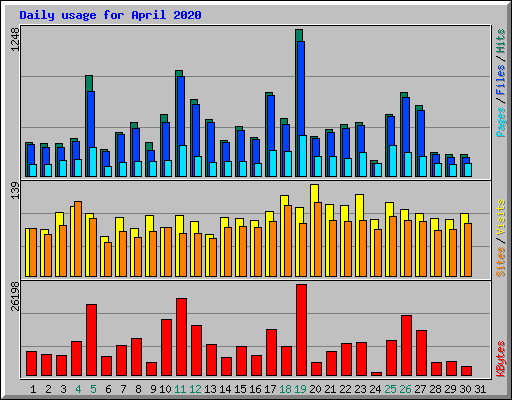 Daily usage for April 2020
1248
Pages / Files / Hits
139
Sites / Visits
26198
KBytes
1 2 3 4 5 6 7 8 9 10 11 12 13 14 15 16 17 18 19 20 21 22 23 24 25 26 27 28 29 30 31